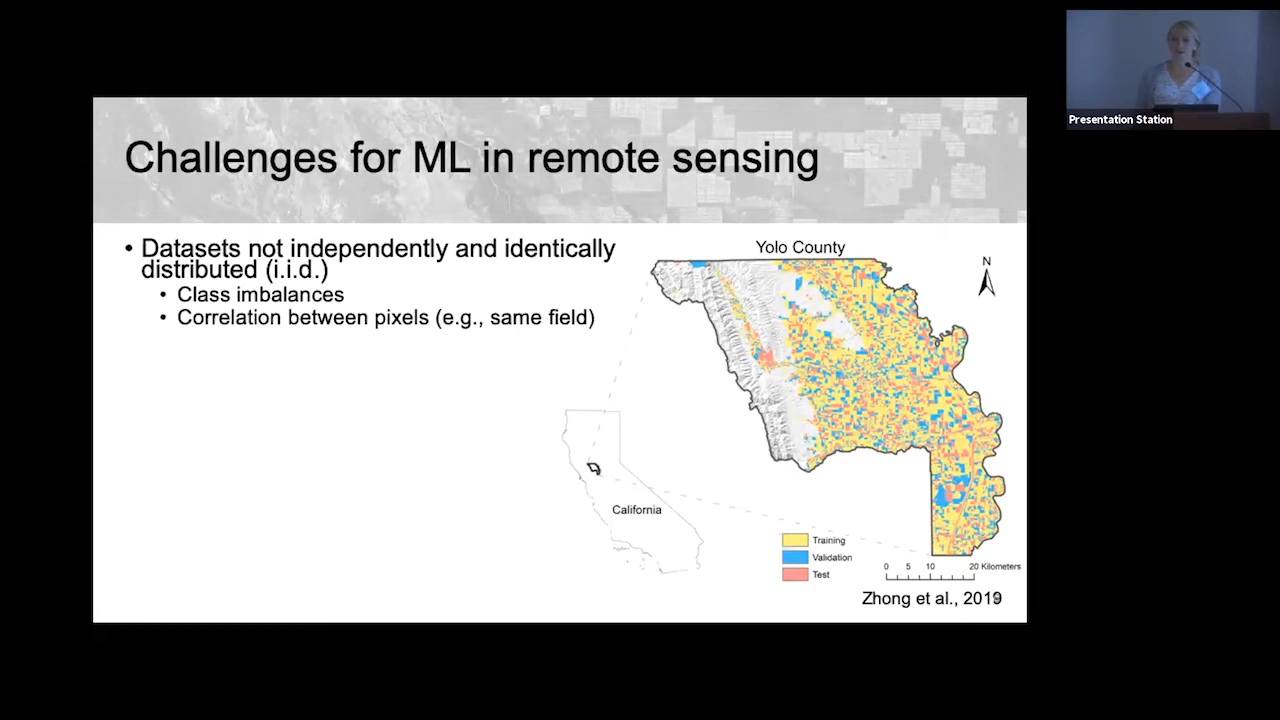 Presentation Station
Challenges for ML in remote sensing
• Datasets not independently and identically
distributed (i.i.d.)
• Class imbalances
• Correlation between pixels (e.g., same field)
Yolo County
N
California
Training
Validation
Test
0 5 10 20 Kilometers
Zhong et al., 2019